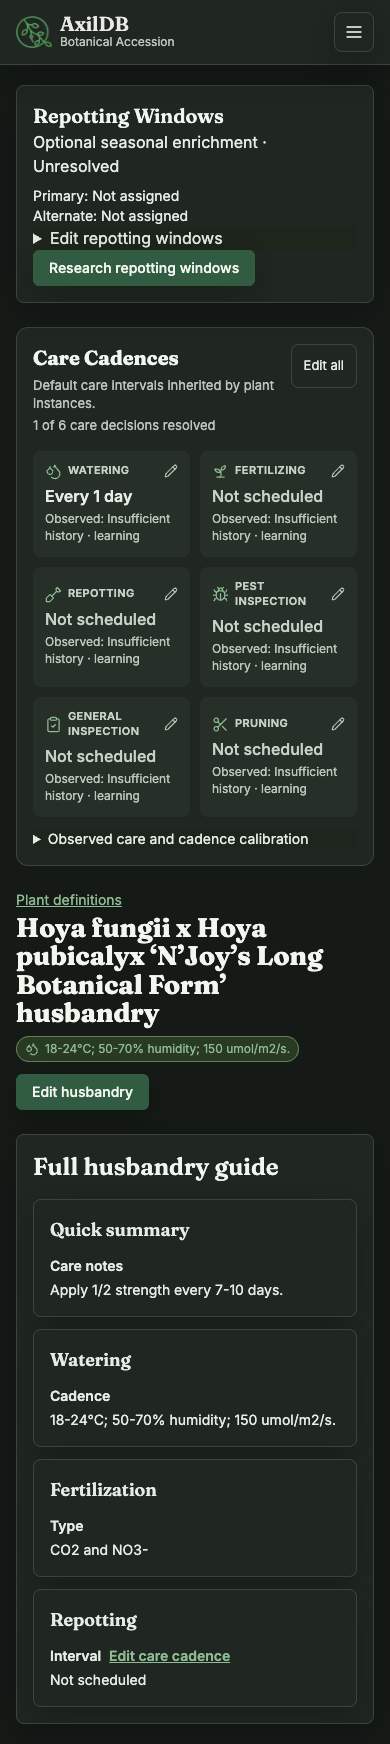 AxilDB
Botanical Accession
Repotting Windows
Optional seasonal enrichment ·
Unresolved
Primary: Not assigned
Alternate: Not assigned
Edit repotting windows
Research repotting windows
Care Cadences
Edit all
Default care intervals inherited by plant
instances.
1 of 6 care decisions resolved
WATERING
Every 1 day
Observed: Insufficient
history · learning
FERTILIZING
Not scheduled
Observed: Insufficient
history · learning
REPOTTING
Not scheduled
Observed: Insufficient
history · learning
PEST
INSPECTION
Not scheduled
Observed: Insufficient
history · learning
GENERAL
INSPECTION
Not scheduled
Observed: Insufficient
history · learning
PRUNING
Not scheduled
Observed: Insufficient
history · learning
Observed care and cadence calibration
Plant definitions
Hoya fungii x Hoya
pubicalyx ‘N’Joy’s Long
Botanical Form’
husbandry
18-24°C; 50-70% humidity; 150 umol/m2/s.
Edit husbandry
Full husbandry guide
Quick summary
Care notes
Apply 1/2 strength every 7-10 days.
Watering
Cadence
18-24°C; 50-70% humidity; 150 umol/m2/s.
Fertilization
Type
CO2 and NO3-
Repotting
Interval Edit care cadence
Not scheduled